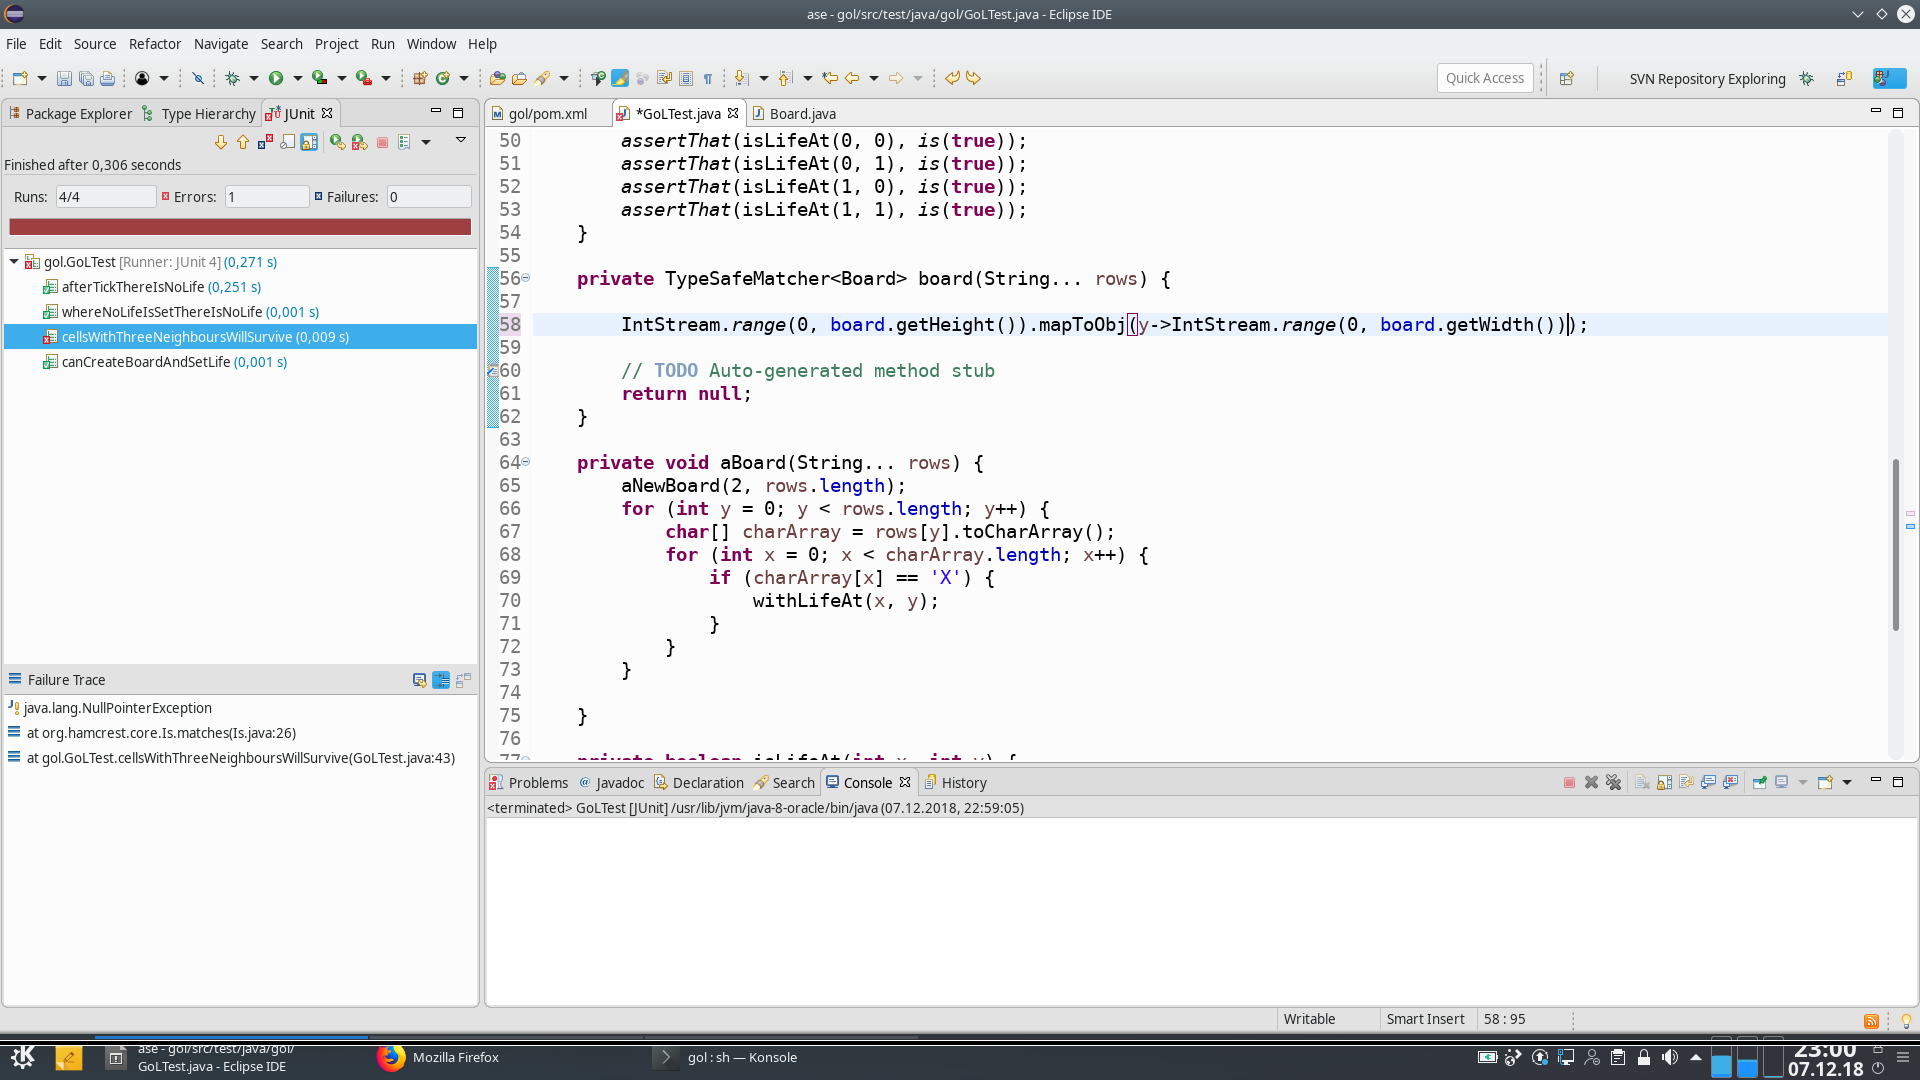 ase - gol/src/test/java/gol/GoLTest.java - Eclipse IDE
File Edit Source Refactor Navigate Search Project Run Window Help
Quick Access
SVN Repository Exploring
Package Explorer Type Hierarchy JUnit
Finished after 0,306 seconds
Runs: 4/4 Errors: 1 Failures: 0
gol.GoLTest [Runner: JUnit 4] (0,271 s)
afterTickThereIsNoLife (0,251 s)
whereNoLifeIsSetThereIsNoLife (0,001 s)
cellsWithThreeNeighboursWillSurvive (0,009 s)
canCreateBoardAndSetLife (0,001 s)
Failure Trace
java.lang.NullPointerException
at org.hamcrest.core.Is.matches(Is.java:26)
at gol.GoLTest.cellsWithThreeNeighboursWillSurvive(GoLTest.java:43)
gol/pom.xml *GoLTest.java Board.java
50 assertThat(isLifeAt(0, 0), is(true));
51 assertThat(isLifeAt(0, 1), is(true));
52 assertThat(isLifeAt(1, 0), is(true));
53 assertThat(isLifeAt(1, 1), is(true));
54 }
55
56 private TypeSafeMatcher<Board> board(String... rows) {
57
58 IntStream.range(0, board.getHeight()).mapToObj(y->IntStream.range(0, board.getWidth()));
59
60 // TODO Auto-generated method stub
61 return null;
62 }
63
64 private void aBoard(String... rows) {
65 aNewBoard(2, rows.length);
66 for (int y = 0; y < rows.length; y++) {
67 char[] charArray = rows[y].toCharArray();
68 for (int x = 0; x < charArray.length; x++) {
69 if (charArray[x] == 'X') {
70 withLifeAt(x, y);
71 }
72 }
73 }
74
75 }
76
77 private boolean isLifeAt(int x, int y) {
Problems Javadoc Declaration Search Console History
<terminated> GoLTest [JUnit] /usr/lib/jvm/java-8-oracle/bin/java (07.12.2018, 22:59:05)
Writable Smart Insert 58 : 95
ase - gol/src/test/java/gol/
GoLTest.java - Eclipse IDE
Mozilla Firefox
gol : sh — Konsole
23:00
07.12.18